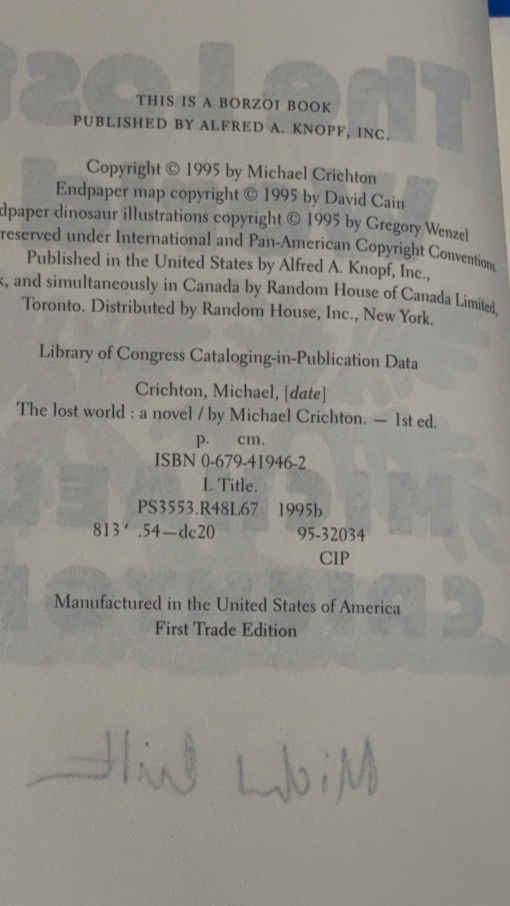 THIS IS A BORZOI BOOK
PUBLISHED BY ALFRED A. KNOPF, INC.
Copyright © 1995 by Michael Crichton
Endpaper map copyright © 1995 by David Cain
dpaper dinosaur illustrations copyright © 1995 by Gregory Wenzel
reserved under International and Pan-American Copyright Conventions
Published in the United States by Alfred A. Knopf, Inc.,
k, and simultaneously in Canada by Random House of Canada Limited,
Toronto. Distributed by Random House, Inc., New York.
Library of Congress Cataloging-in-Publication Data
Crichton, Michael, [date]
The lost world : a novel / by Michael Crichton. — 1st ed.
p. cm.
ISBN 0-679-41946-2
I. Title.
PS3553.R48L67 1995b
813′ .54—dc20 95-32034
CIP
Manufactured in the United States of America
First Trade Edition